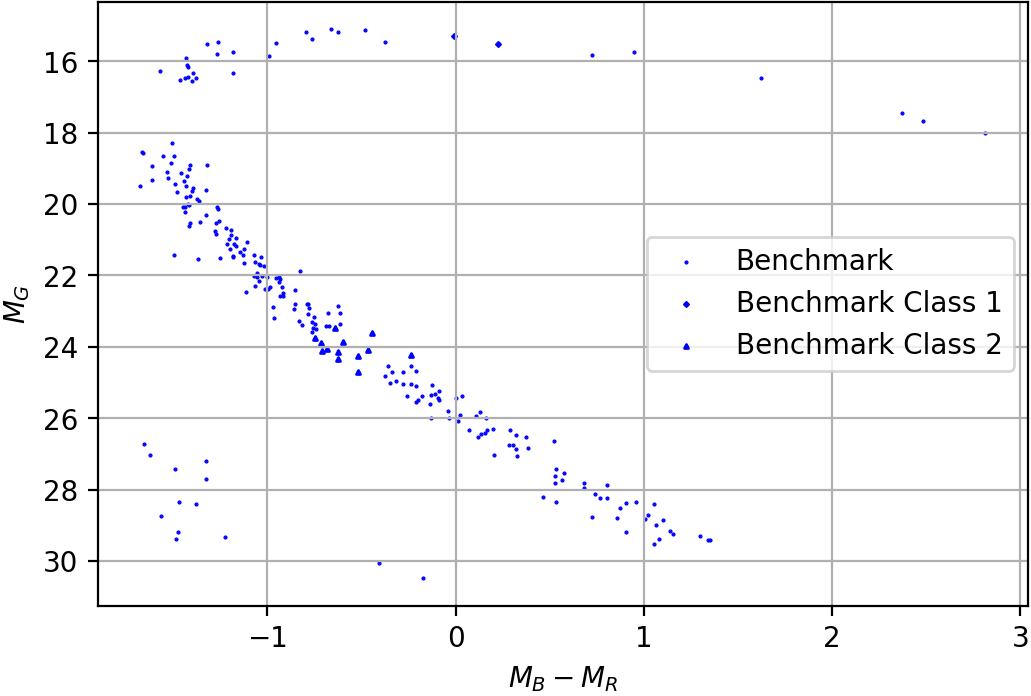 16
18
20
22
24
26
28
30
M_G
Benchmark
Benchmark Class 1
Benchmark Class 2
−1
0
1
2
3
M_B − M_R